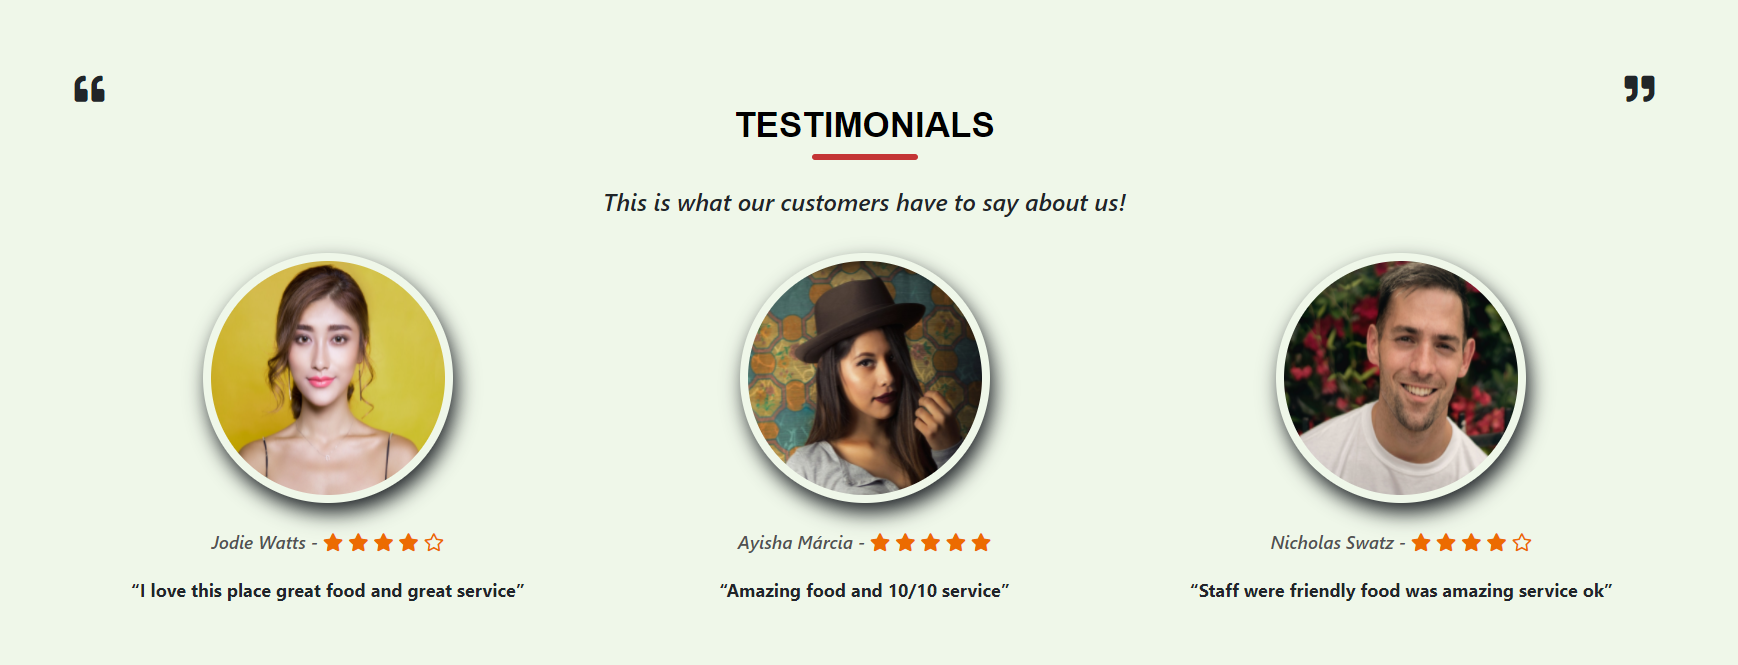 “ ”
TESTIMONIALS
This is what our customers have to say about us!
Jodie Watts - ★★★★☆
Ayisha Márcia - ★★★★★
Nicholas Swatz - ★★★★☆
“I love this place great food and great service”
“Amazing food and 10/10 service”
“Staff were friendly food was amazing service ok”